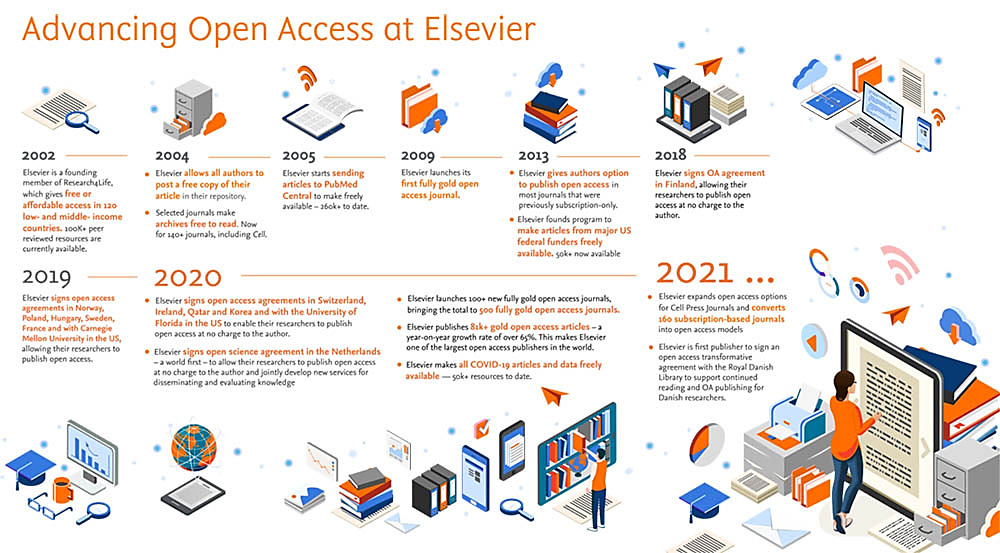 Advancing Open Access at Elsevier
2002
Elsevier is a founding
member of Research4Life,
which gives free or
affordable access in 120
low- and middle- income
countries. 100K+ peer
reviewed resources are
currently available.
2004
Elsevier allows all authors to
post a free copy of their
article in their repository.
Selected journals make
archives free to read. Now
for 140+ journals, including Cell.
2005
Elsevier starts sending
articles to PubMed
Central to make freely
available – 260k+ to date.
2009
Elsevier launches its
first fully gold open
access journal.
2013
Elsevier gives authors option
to publish open access in
most journals that were
previously subscription-only.
Elsevier founds program to
make articles from major US
federal funders freely
available. 50k+ now available
2018
Elsevier signs OA agreement
in Finland, allowing their
researchers to publish open
access at no charge to the
author.
2019
Elsevier signs open access
agreements in Norway,
Poland, Hungary, Sweden,
France and with Carnegie
Mellon University in the US,
allowing their researchers to
publish open access.
2020
Elsevier signs open access agreements in Switzerland,
Ireland, Qatar and Korea and with the University of
Florida in the US to enable their researchers to publish
open access at no charge to the author.
Elsevier signs open science agreement in the Netherlands
– a world first – to allow their researchers to publish open access
at no charge to the author and jointly develop new services for
disseminating and evaluating knowledge
Elsevier launches 100+ new fully gold open access journals,
bringing the total to 500 fully gold open access journals.
Elsevier publishes 81k+ gold open access articles – a
year-on-year growth rate of over 65%. This makes Elsevier
one of the largest open access publishers in the world.
Elsevier makes all COVID-19 articles and data freely
available — 50k+ resources to date.
2021 ...
Elsevier expands open access options
for Cell Press Journals and converts
160 subscription-based journals
into open access models
Elsevier is first publisher to sign an
open access transformative
agreement with the Royal Danish
Library to support continued
reading and OA publishing for
Danish researchers.